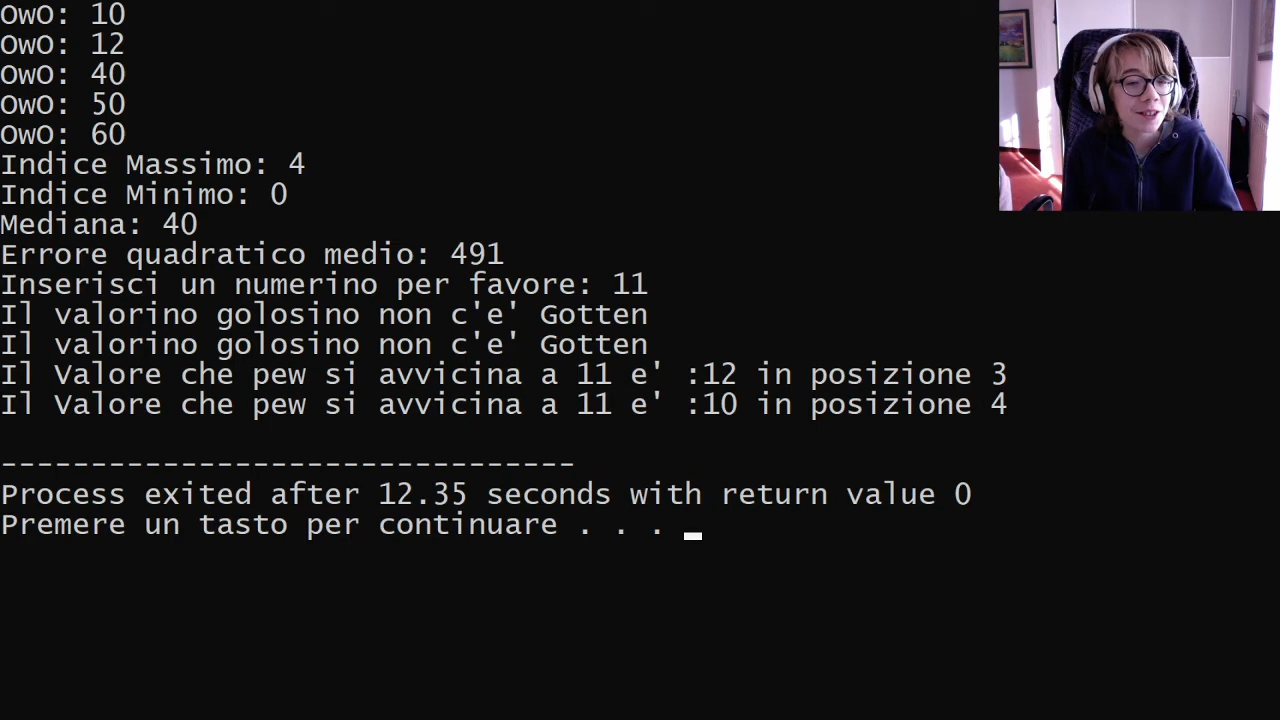 OwO: 10
OwO: 12
OwO: 40
OwO: 50
OwO: 60
Indice Massimo: 4
Indice Minimo: 0
Mediana: 40
Errore quadratico medio: 491
Inserisci un numerino per favore: 11
Il valorino golosino non c'e' Gotten
Il valorino golosino non c'e' Gotten
Il Valore che pew si avvicina a 11 e' :12 in posizione 3
Il Valore che pew si avvicina a 11 e' :10 in posizione 4
--------------------------------
Process exited after 12.35 seconds with return value 0
Premere un tasto per continuare . . .